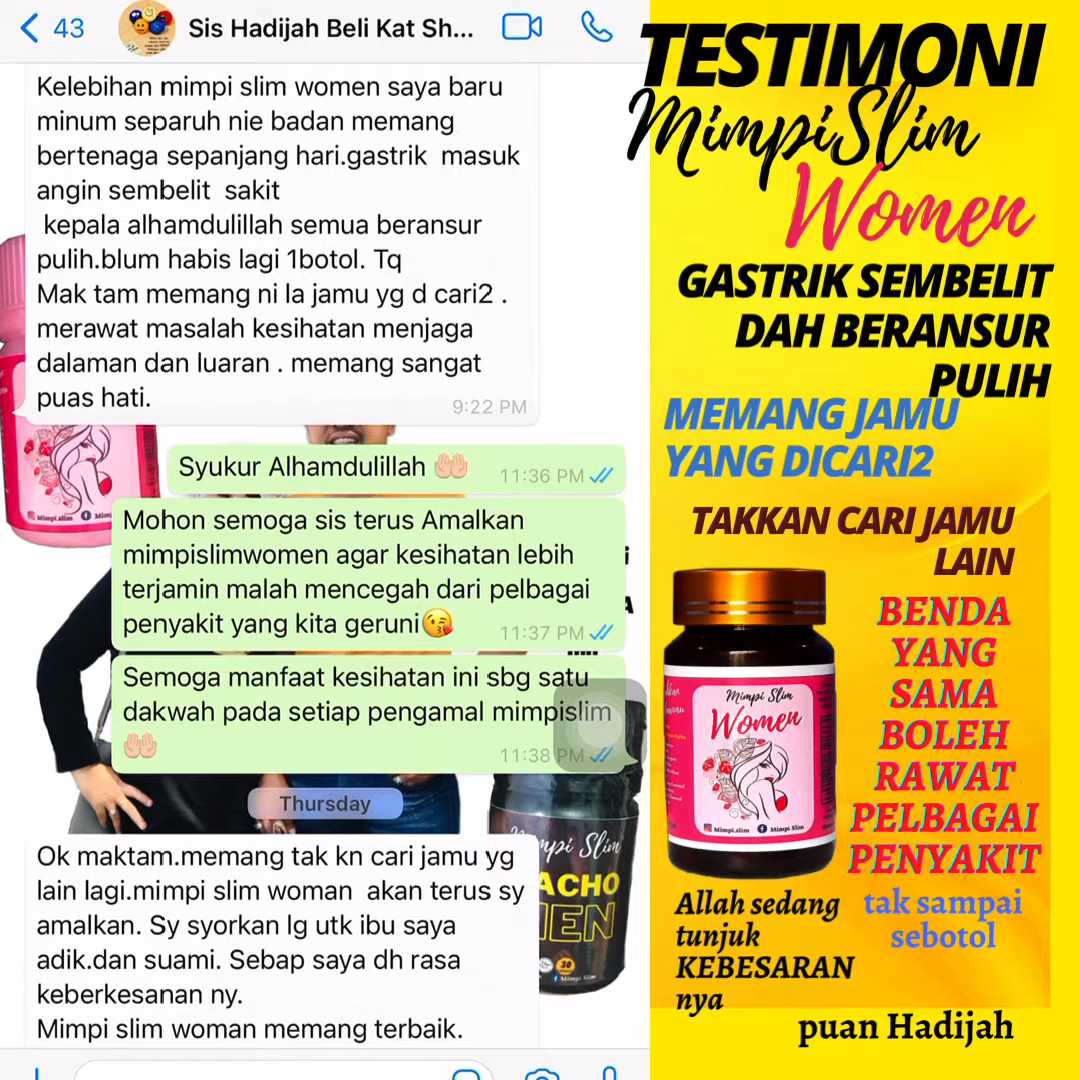 43
Sis Hadijah Beli Kat Sh...
Kelebihan mimpi slim women saya baru
minum separuh nie badan memang
bertenaga sepanjang hari.gastrik masuk
angin sembelit sakit
kepala alhamdulillah semua beransur
pulih.blum habis lagi 1botol. Tq
Mak tam memang ni la jamu yg d cari2 .
merawat masalah kesihatan menjaga
dalaman dan luaran . memang sangat
puas hati.
9:22 PM
Syukur Alhamdulillah 🤲🏻
11:36 PM
Mohon semoga sis terus Amalkan
mimpislimwomen agar kesihatan lebih
terjamin malah mencegah dari pelbagai
penyakit yang kita geruni😘
11:37 PM
Semoga manfaat kesihatan ini sbg satu
dakwah pada setiap pengamal mimpislim
🤲🏻
11:38 PM
Thursday
Ok maktam.memang tak kn cari jamu yg
lain lagi.mimpi slim woman akan terus sy
amalkan. Sy syorkan lg utk ibu saya
adik.dan suami. Sebap saya dh rasa
keberkesanan ny.
Mimpi slim woman memang terbaik.
Mimpi.slim
mpi Slim
ACHO
MEN
30
Mimpi Slim
TESTIMONI
MimpiSlim
Women
GASTRIK SEMBELIT
DAH BERANSUR
PULIH
MEMANG JAMU
YANG DICARI2
TAKKAN CARI JAMU
LAIN
BENDA
YANG
SAMA
BOLEH
RAWAT
PELBAGAI
PENYAKIT
Mimpi Slim
Women
Mimpi.slim
Mimpi Slim
Allah sedang
tunjuk
KEBESARAN
nya
tak sampai
sebotol
puan Hadijah